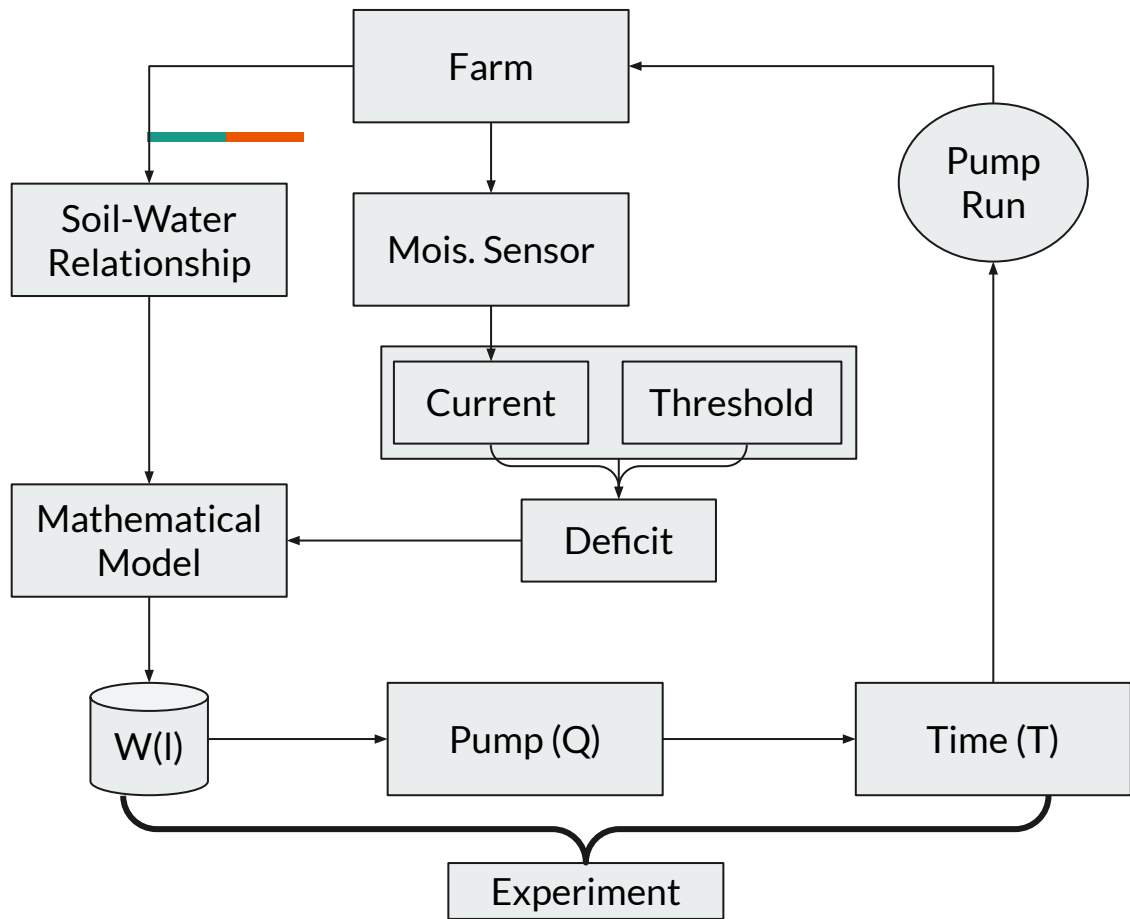 Farm
Pump
Run
Soil-Water
Relationship
Mois. Sensor
Current
Threshold
Mathematical
Model
Deficit
W(l)
Pump (Q)
Time (T)
Experiment